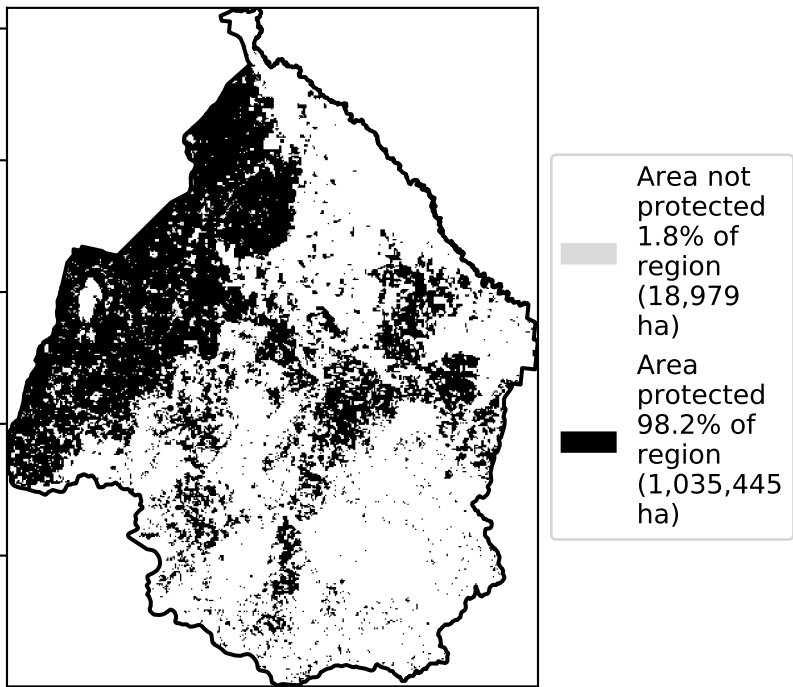 Area not
protected
1.8% of
region
(18,979
ha)
Area
protected
98.2% of
region
(1,035,445
ha)